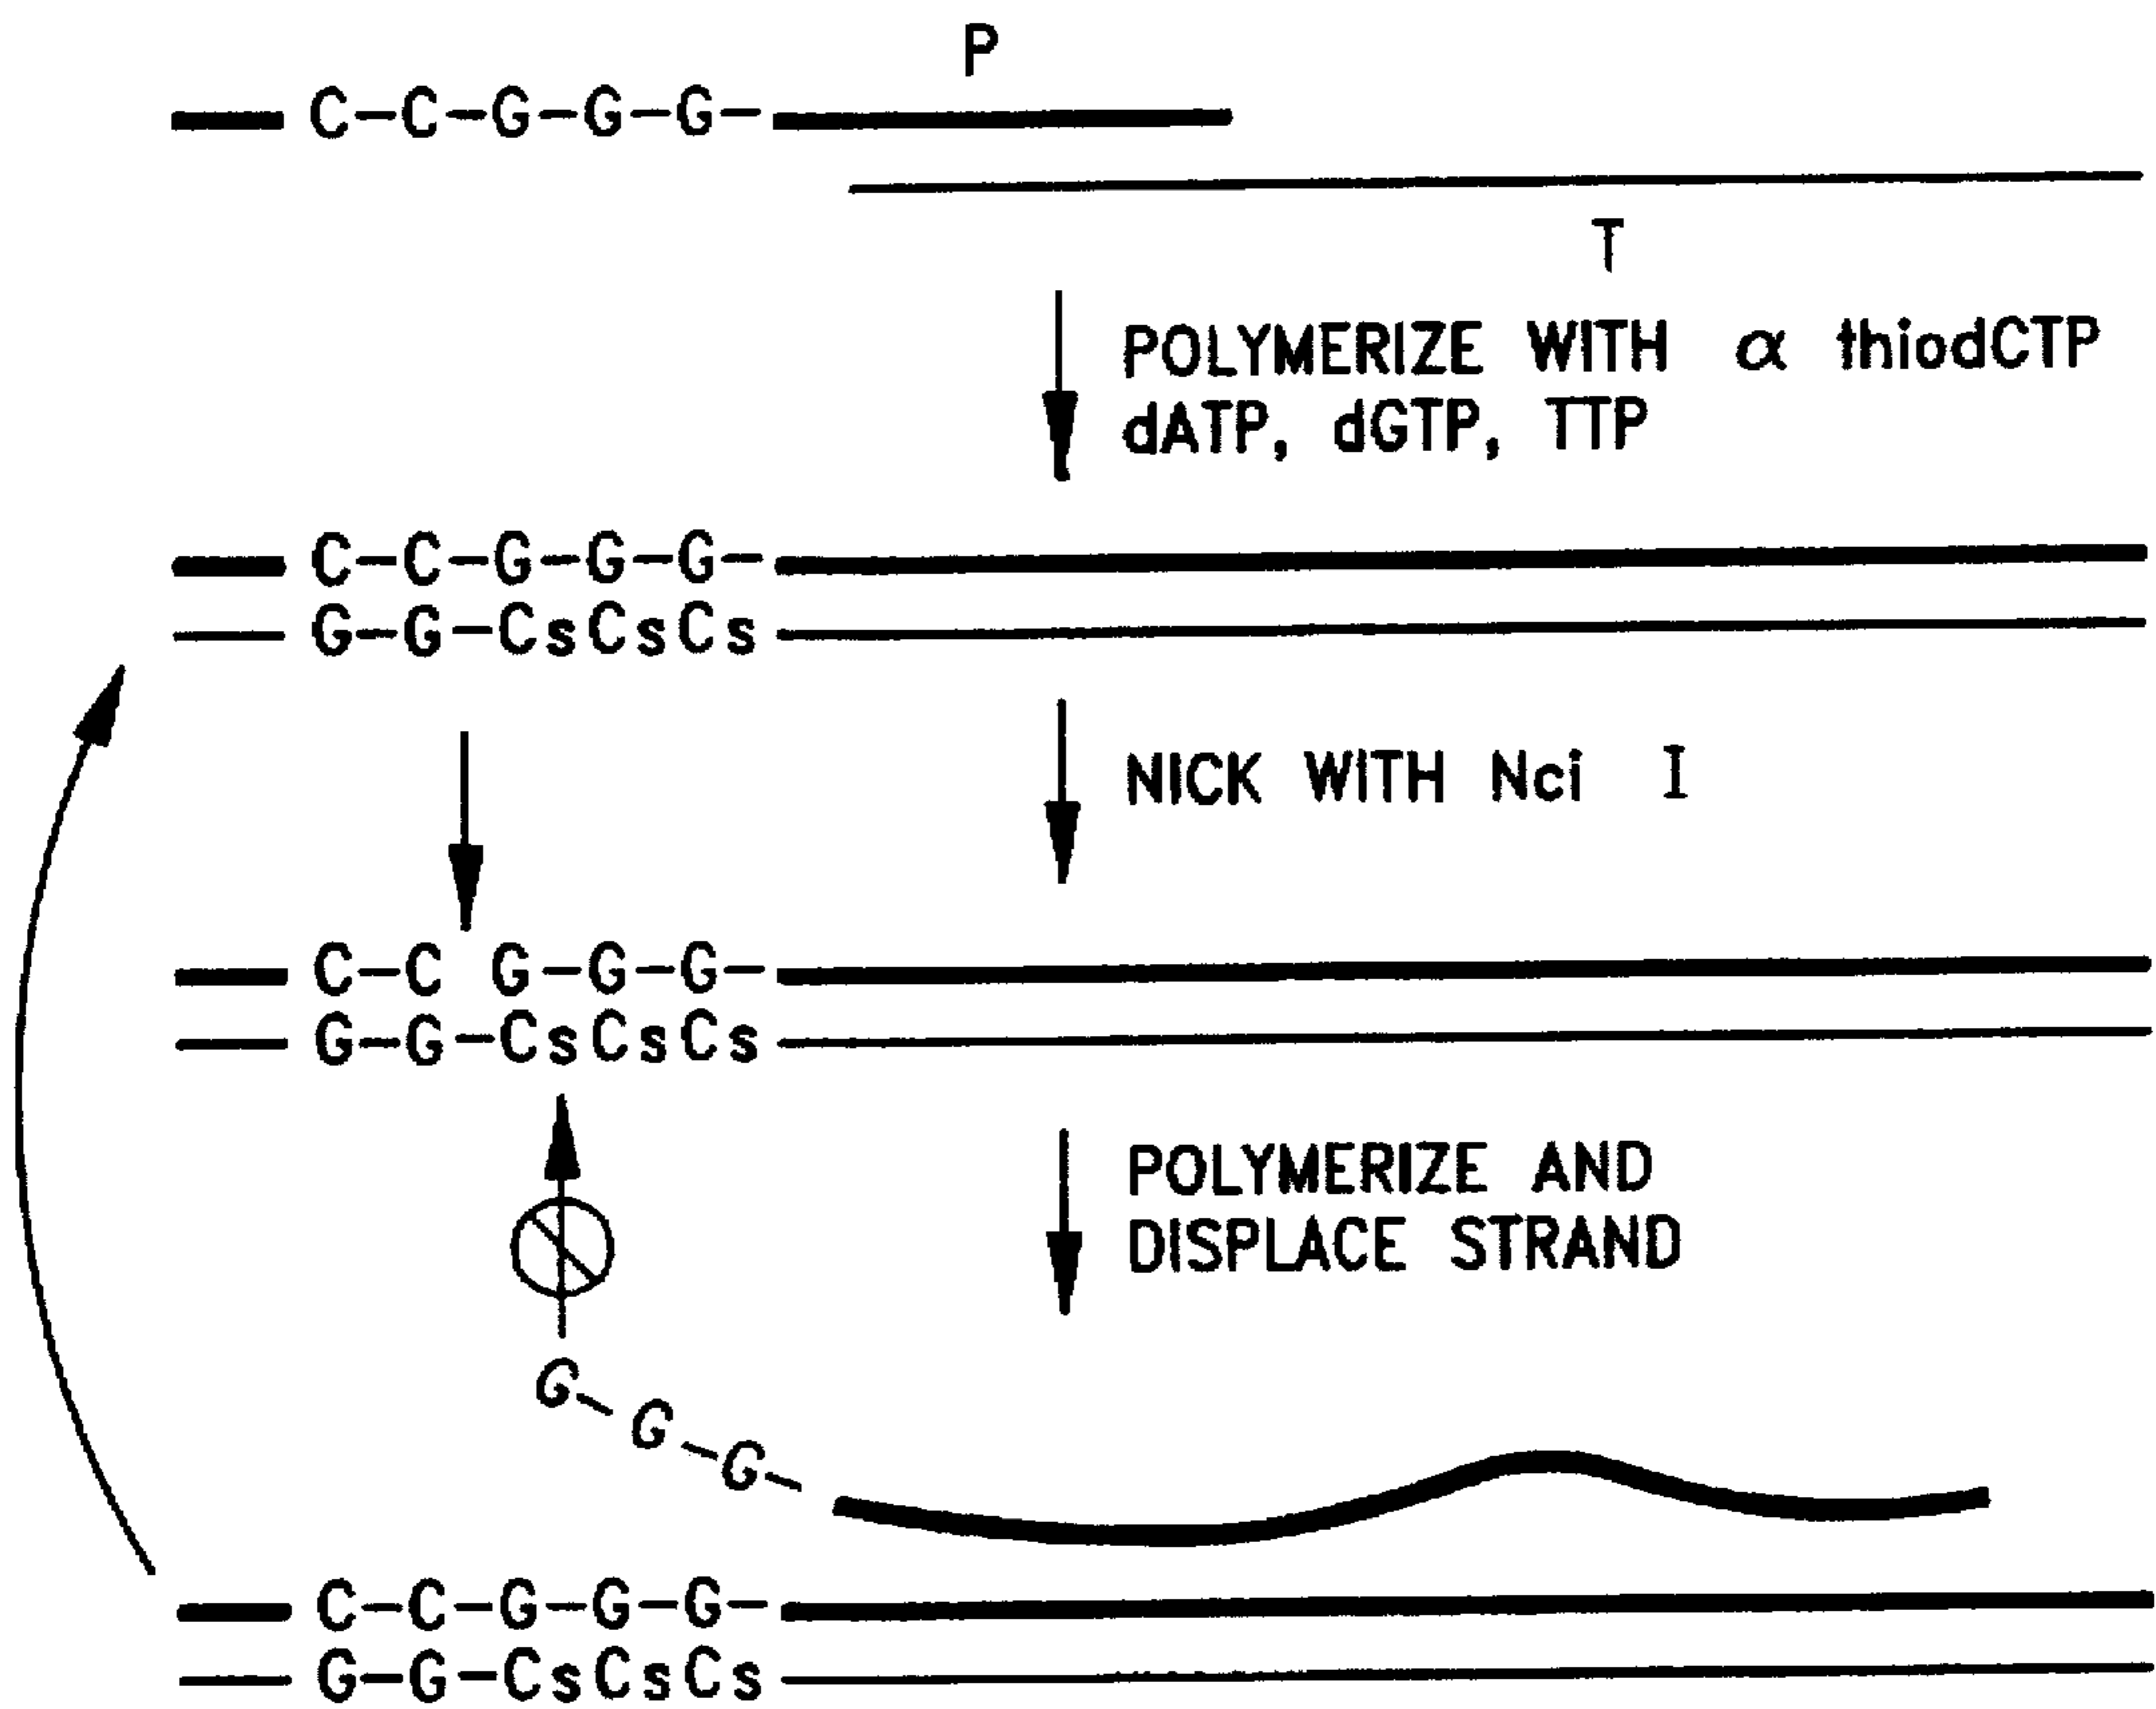 P
C-C-G-G-G-
T
POLYMERIZE WITH α thiodCTP
dATP, dGTP, TTP
C-C-G-G-G-
G-G-CsCsCs
NICK WITH Nci I
C-C G-G-G-
G-G-CsCsCs
POLYMERIZE AND
DISPLACE STRAND
G-G-G-
C-C-G-G-G-
G-G-CsCsCs